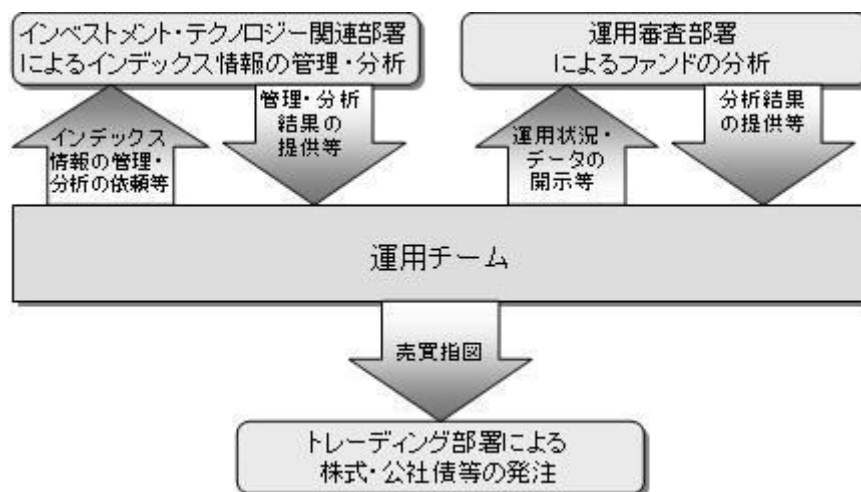 インベストメント・テクノロジー関連部署
によるインデックス情報の管理・分析
運用審査部署
によるファンドの分析
インデックス
情報の管理・
分析の依頼等
管理・分析
結果の
提供等
運用状況・
データの
開示等
分析結果
の提供等
運用チーム
売買指図
トレーディング部署による
株式・公社債等の発注